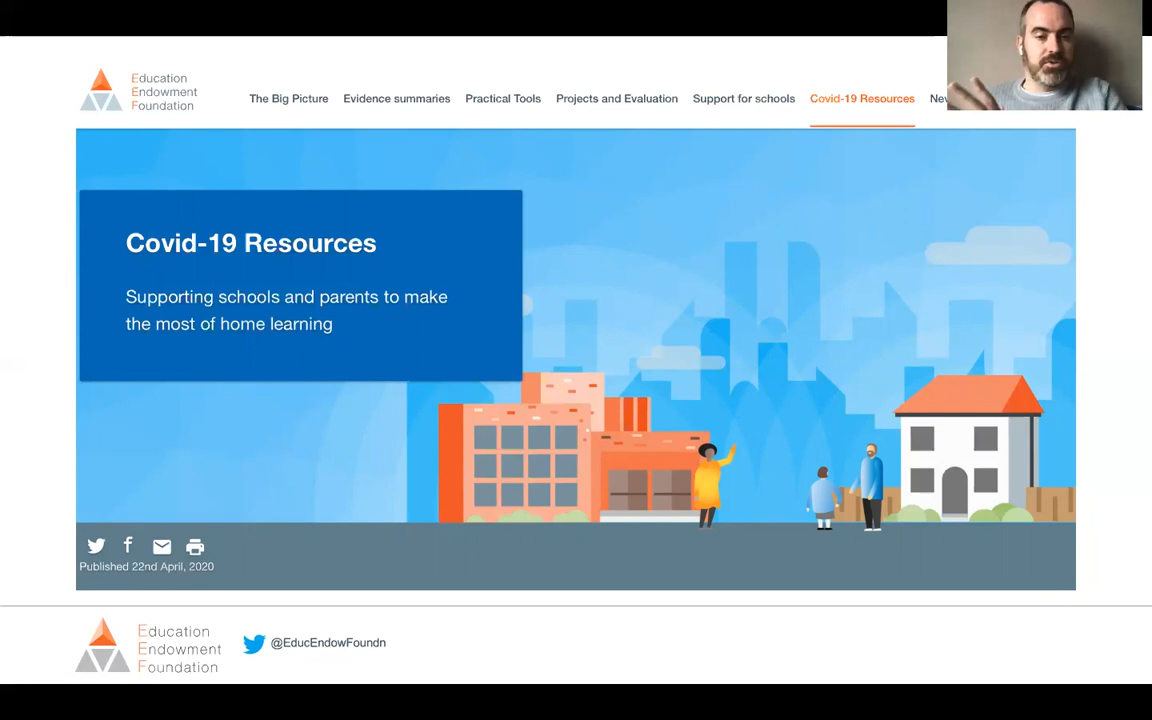 Education
Endowment
Foundation
The Big Picture
Evidence summaries
Practical Tools
Projects and Evaluation
Support for schools
Covid-19 Resources
Covid-19 Resources
Supporting schools and parents to make
the most of home learning
Published 22nd April, 2020
Education
Endowment
Foundation
@EducEndowFoundn